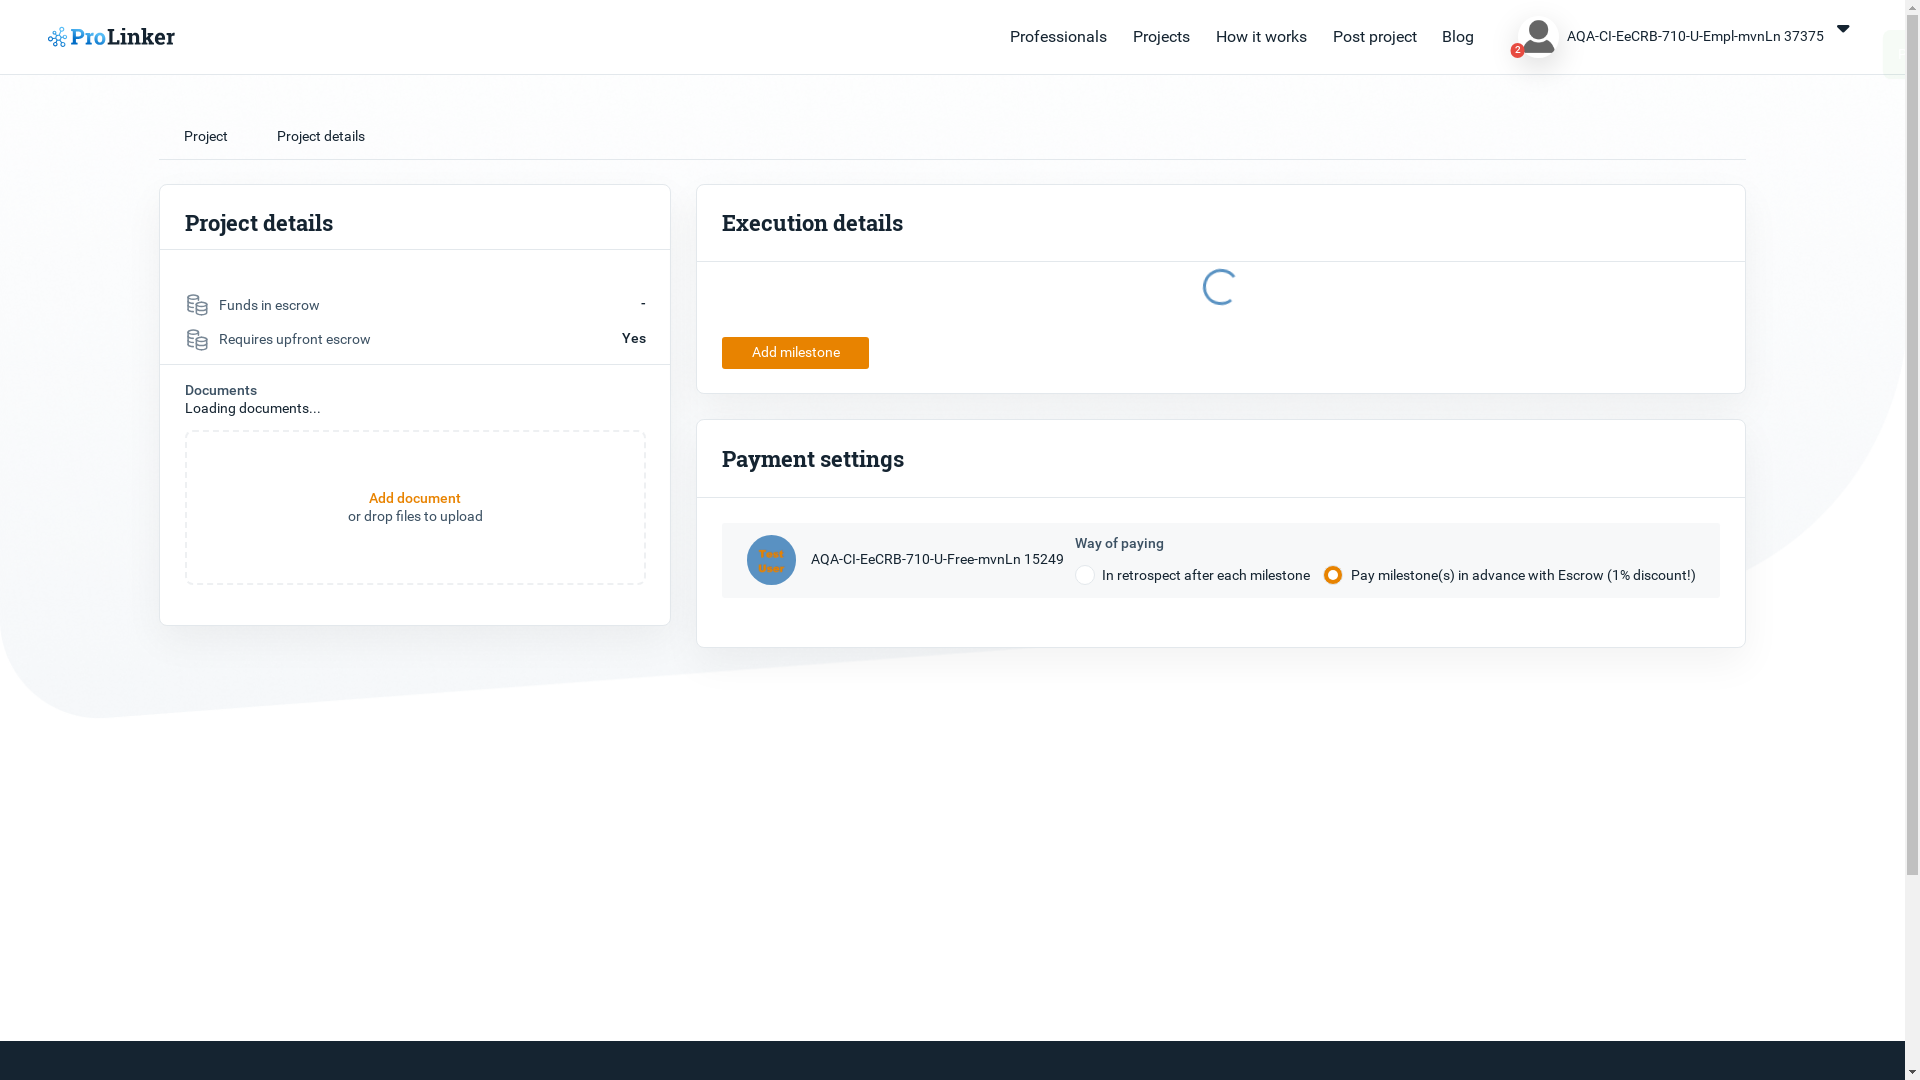 ProLinker
Professionals
Projects
How it works
Post project
Blog
2
AQA-CI-EeCRB-710-U-Empl-mvnLn 37375
Project
Project details
Project details
Funds in escrow
-
Requires upfront escrow
Yes
Documents
Loading documents...
Add document
or drop files to upload
Execution details
Add milestone
Payment settings
Test
User
AQA-CI-EeCRB-710-U-Free-mvnLn 15249
Way of paying
In retrospect after each milestone
Pay milestone(s) in advance with Escrow (1% discount!)